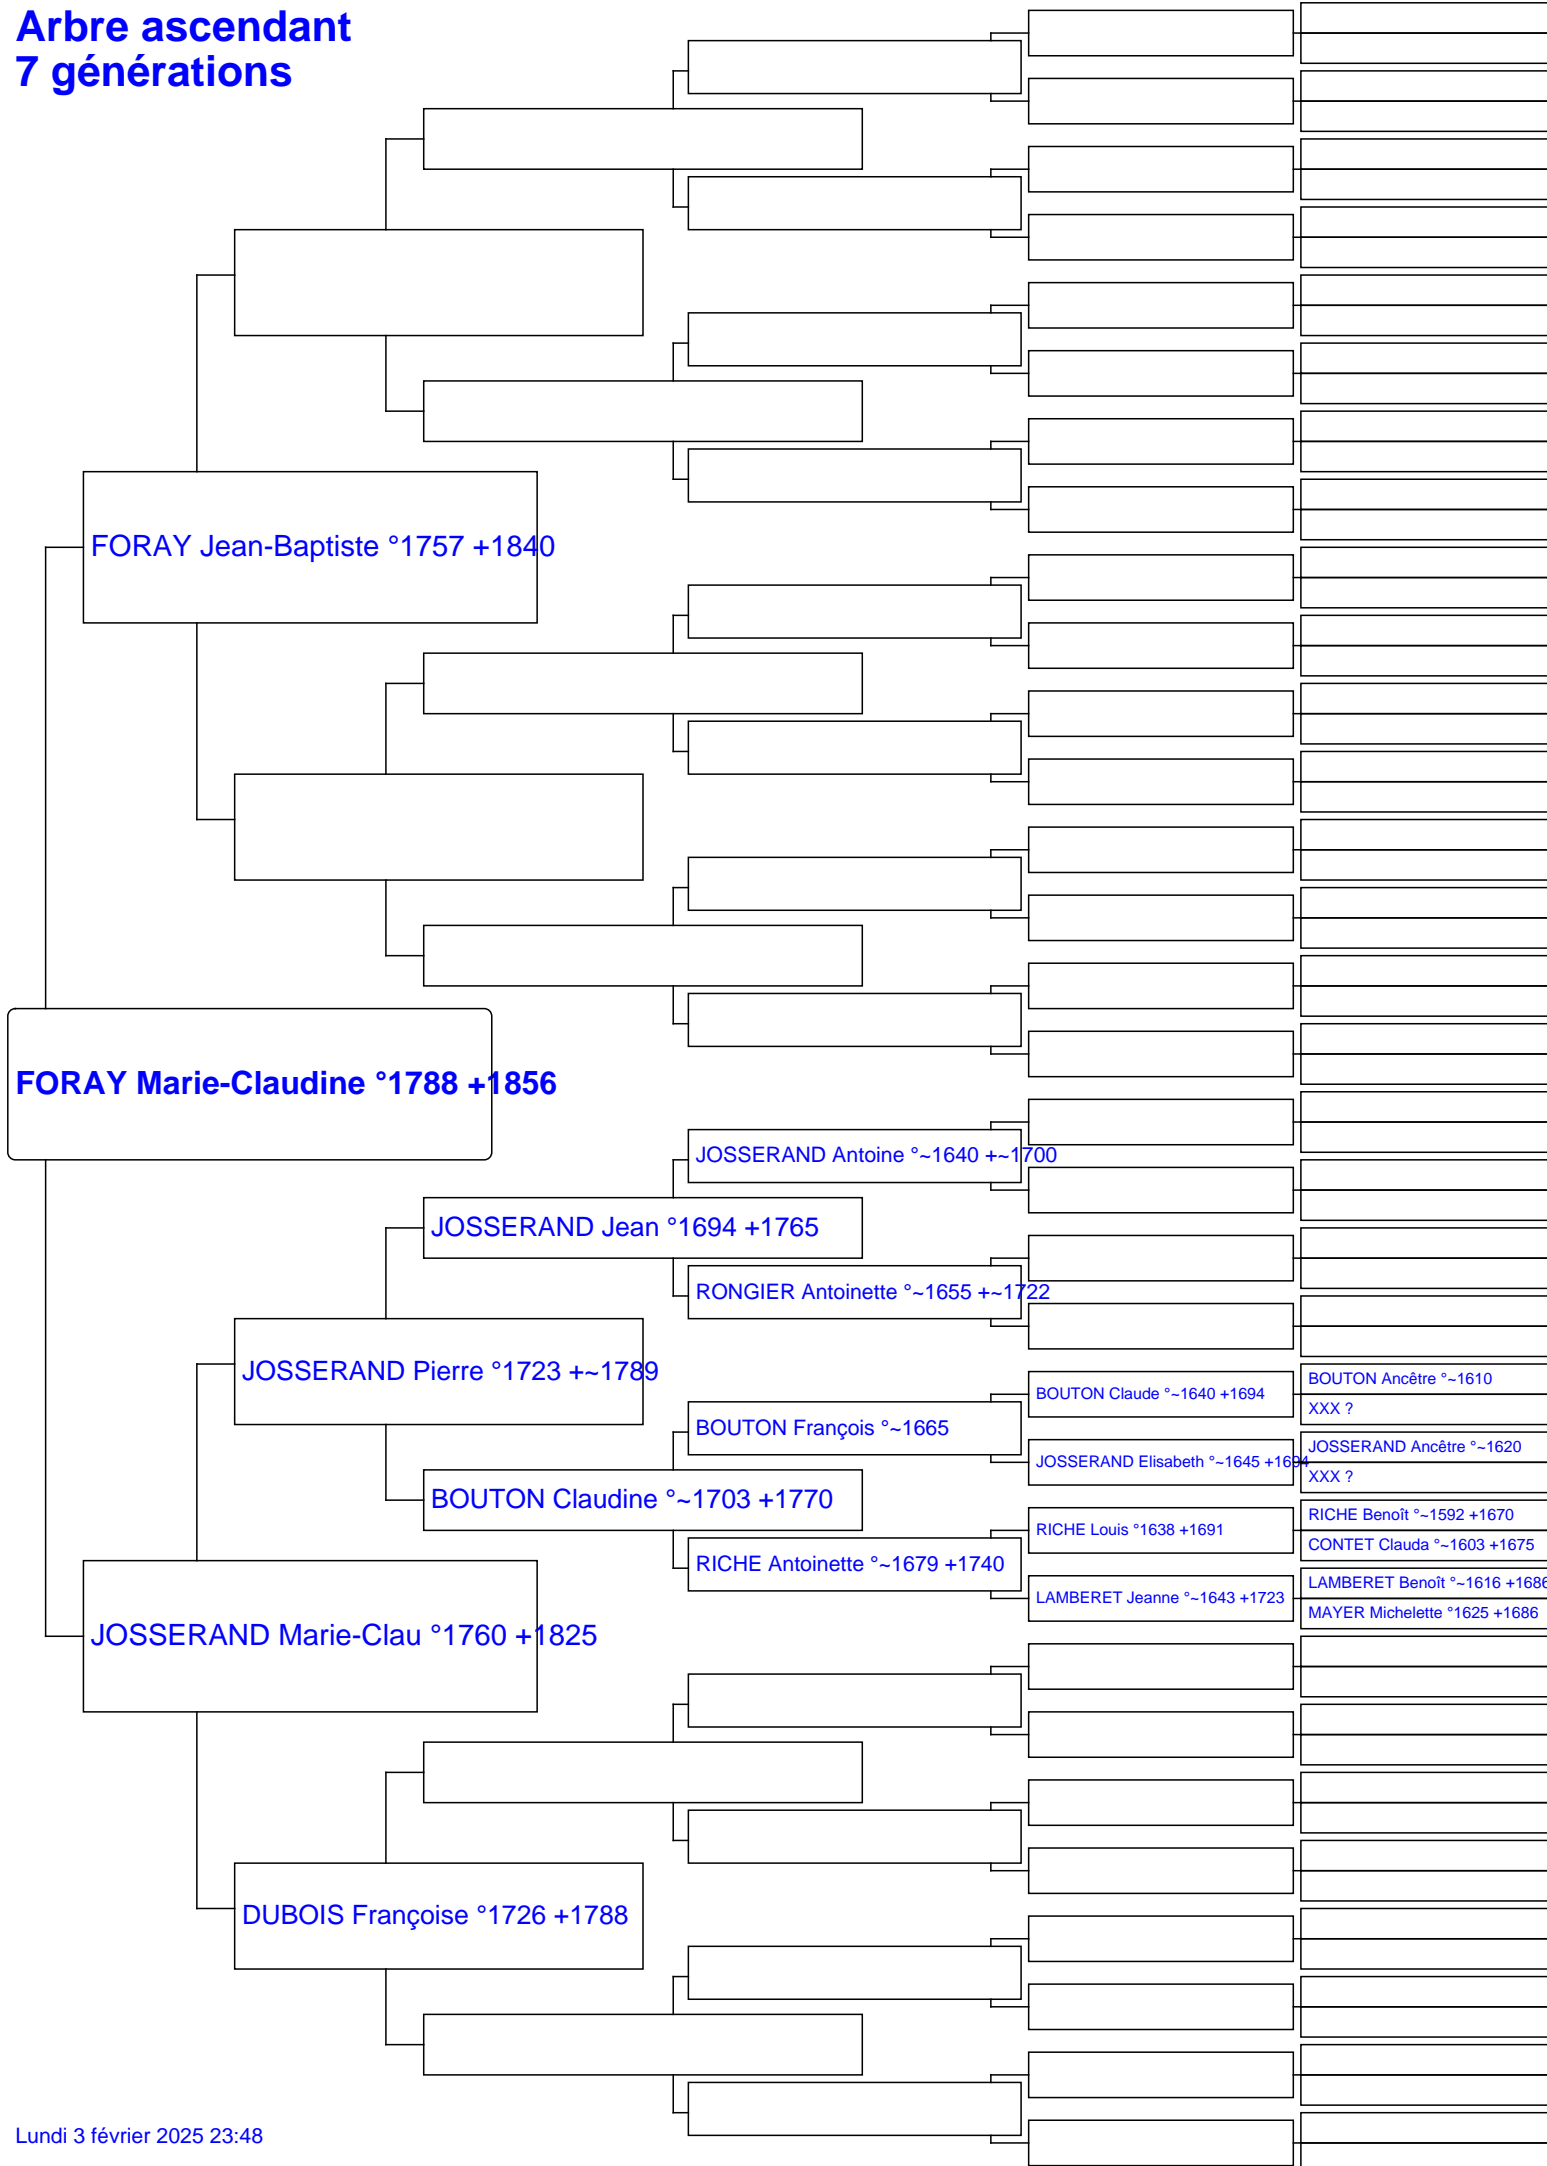 Arbre ascendant
7 générations
FORAY Jean-Baptiste °1757 +1840
FORAY Marie-Claudine °1788 +1856
JOSSERAND Antoine °~1640 +~1700
JOSSERAND Jean °1694 +1765
RONGIER Antoinette °~1655 +~1722
JOSSERAND Pierre °1723 +~1789
BOUTON Ancêtre °~1610
BOUTON Claude °~1640 +1694
XXX ?
BOUTON François °~1665
JOSSERAND Ancêtre °~1620
JOSSERAND Elisabeth °~1645 +1694
XXX ?
BOUTON Claudine °~1703 +1770
RICHE Benoît °~1592 +1670
RICHE Louis °1638 +1691
CONTET Clauda °~1603 +1675
RICHE Antoinette °~1679 +1740
LAMBERET Benoît °~1616 +1686
LAMBERET Jeanne °~1643 +1723
MAYER Michelette °1625 +1686
JOSSERAND Marie-Clau °1760 +1825
DUBOIS Françoise °1726 +1788
Lundi 3 février 2025 23:48